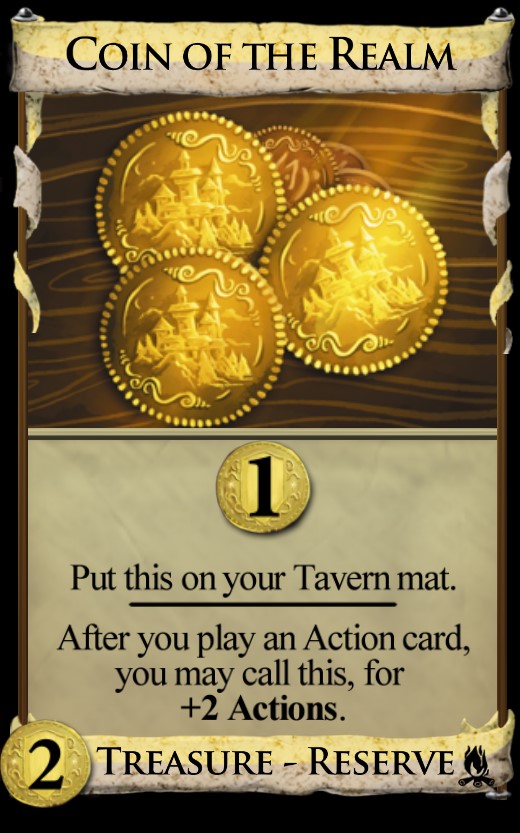 Coin of the Realm
1
Put this on your Tavern mat.
After you play an Action card,
you may call this, for
+2 Actions.
2 Treasure - Reserve